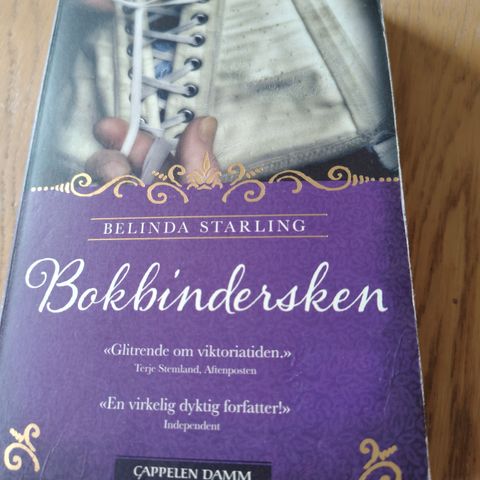 BELINDA STARLING
Bokbindersken
«Glitrende om viktoriatiden.»
Terje Stemland, Aftenposten
«En virkelig dyktig forfatter!»
Independent
CAPPELEN DAMM